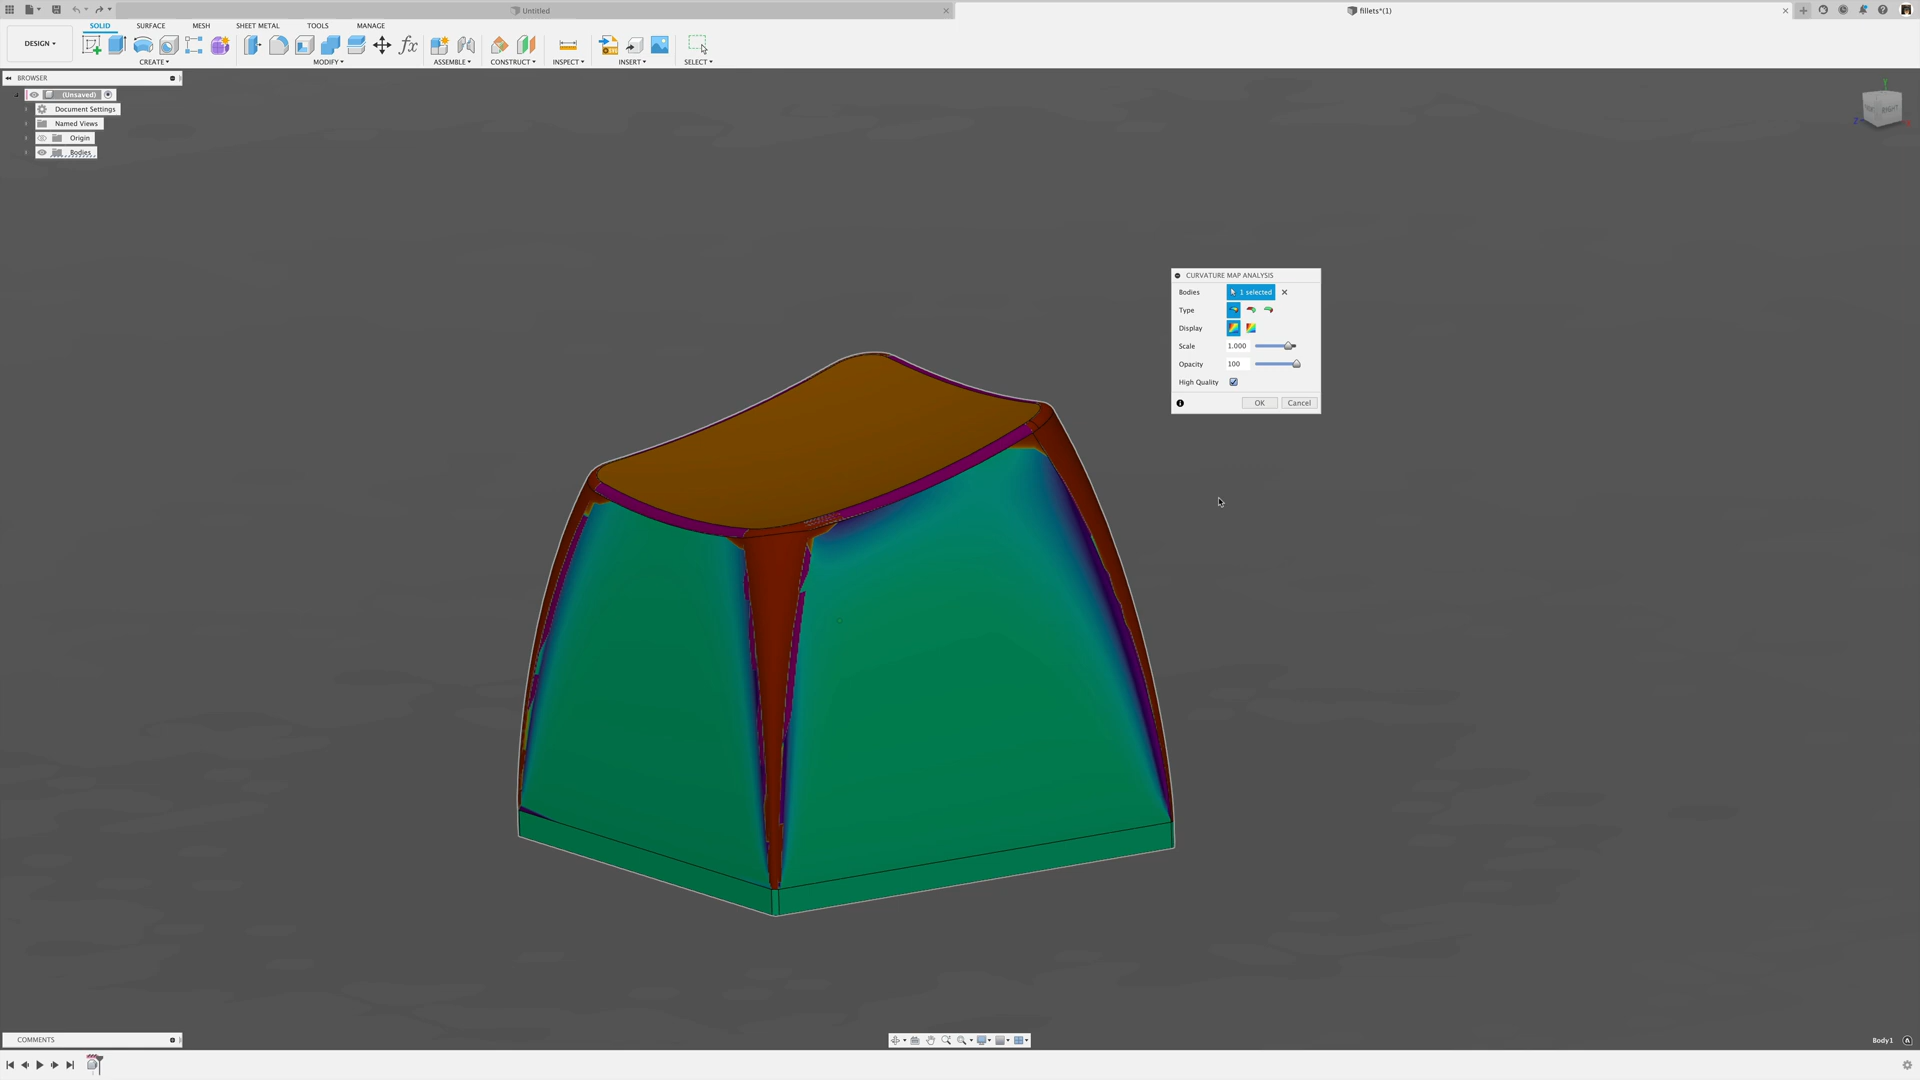 Untitled
fillets*(1)
SOLID SURFACE MESH SHEET METAL TOOLS MANAGE
DESIGN
CREATE MODIFY ASSEMBLE CONSTRUCT INSPECT INSERT SELECT
BROWSER
(Unsaved)
Document Settings
Named Views
Origin
Bodies
RIGHT
Y
Z
CURVATURE MAP ANALYSIS
Bodies 1 selected
Type
Display
Scale 1.000
Opacity 100
High Quality
OK Cancel
COMMENTS
Body1